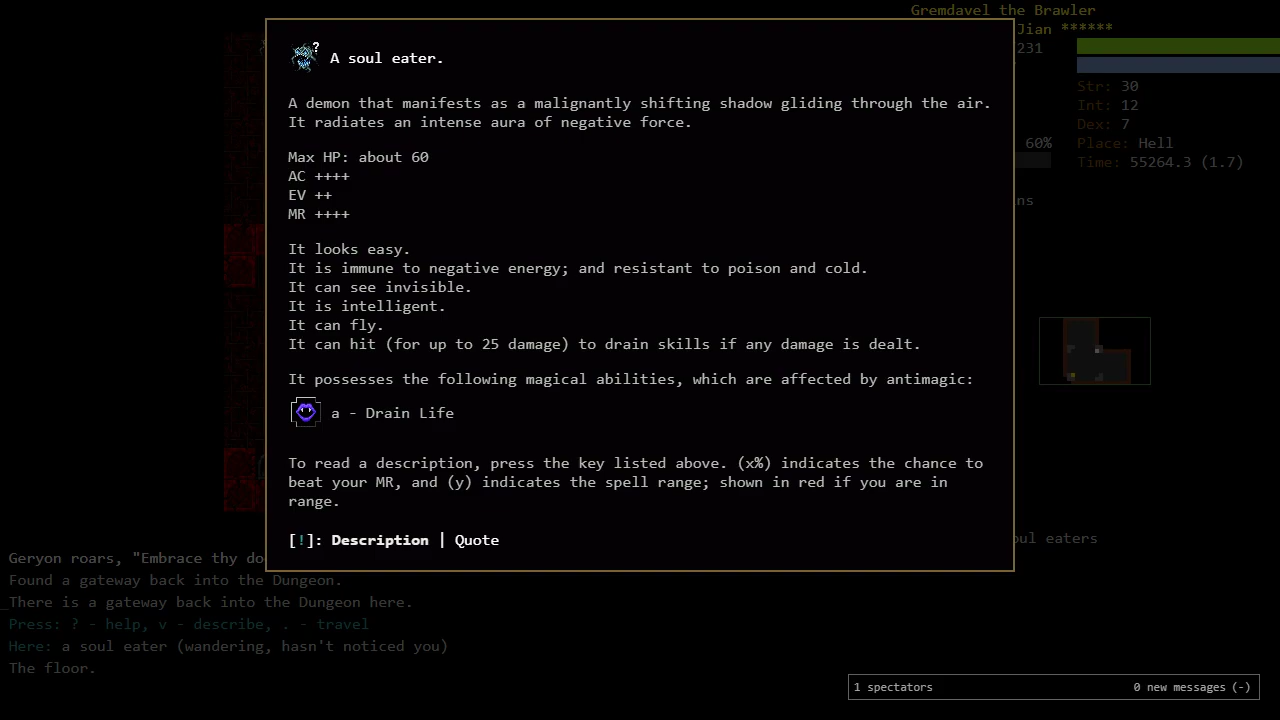 Gremdavel the Brawler
Jian ******
231
?
A soul eater.
A demon that manifests as a malignantly shifting shadow gliding through the air.
It radiates an intense aura of negative force.
Max HP: about 60
AC ++++
EV ++
MR ++++
Str: 30
Int: 12
Dex: 7
60%
Place: Hell
Time: 55264.3 (1.7)
ns
It looks easy.
It is immune to negative energy; and resistant to poison and cold.
It can see invisible.
It is intelligent.
It can fly.
It can hit (for up to 25 damage) to drain skills if any damage is dealt.
It possesses the following magical abilities, which are affected by antimagic:
a - Drain Life
To read a description, press the key listed above. (x%) indicates the chance to
beat your MR, and (y) indicates the spell range; shown in red if you are in
range.
[!]: Description | Quote
oul eaters
Geryon roars, "Embrace thy do
Found a gateway back into the Dungeon.
_There is a gateway back into the Dungeon here.
Press: ? - help, v - describe, . - travel
Here: a soul eater (wandering, hasn't noticed you)
The floor.
1 spectators
0 new messages (-)